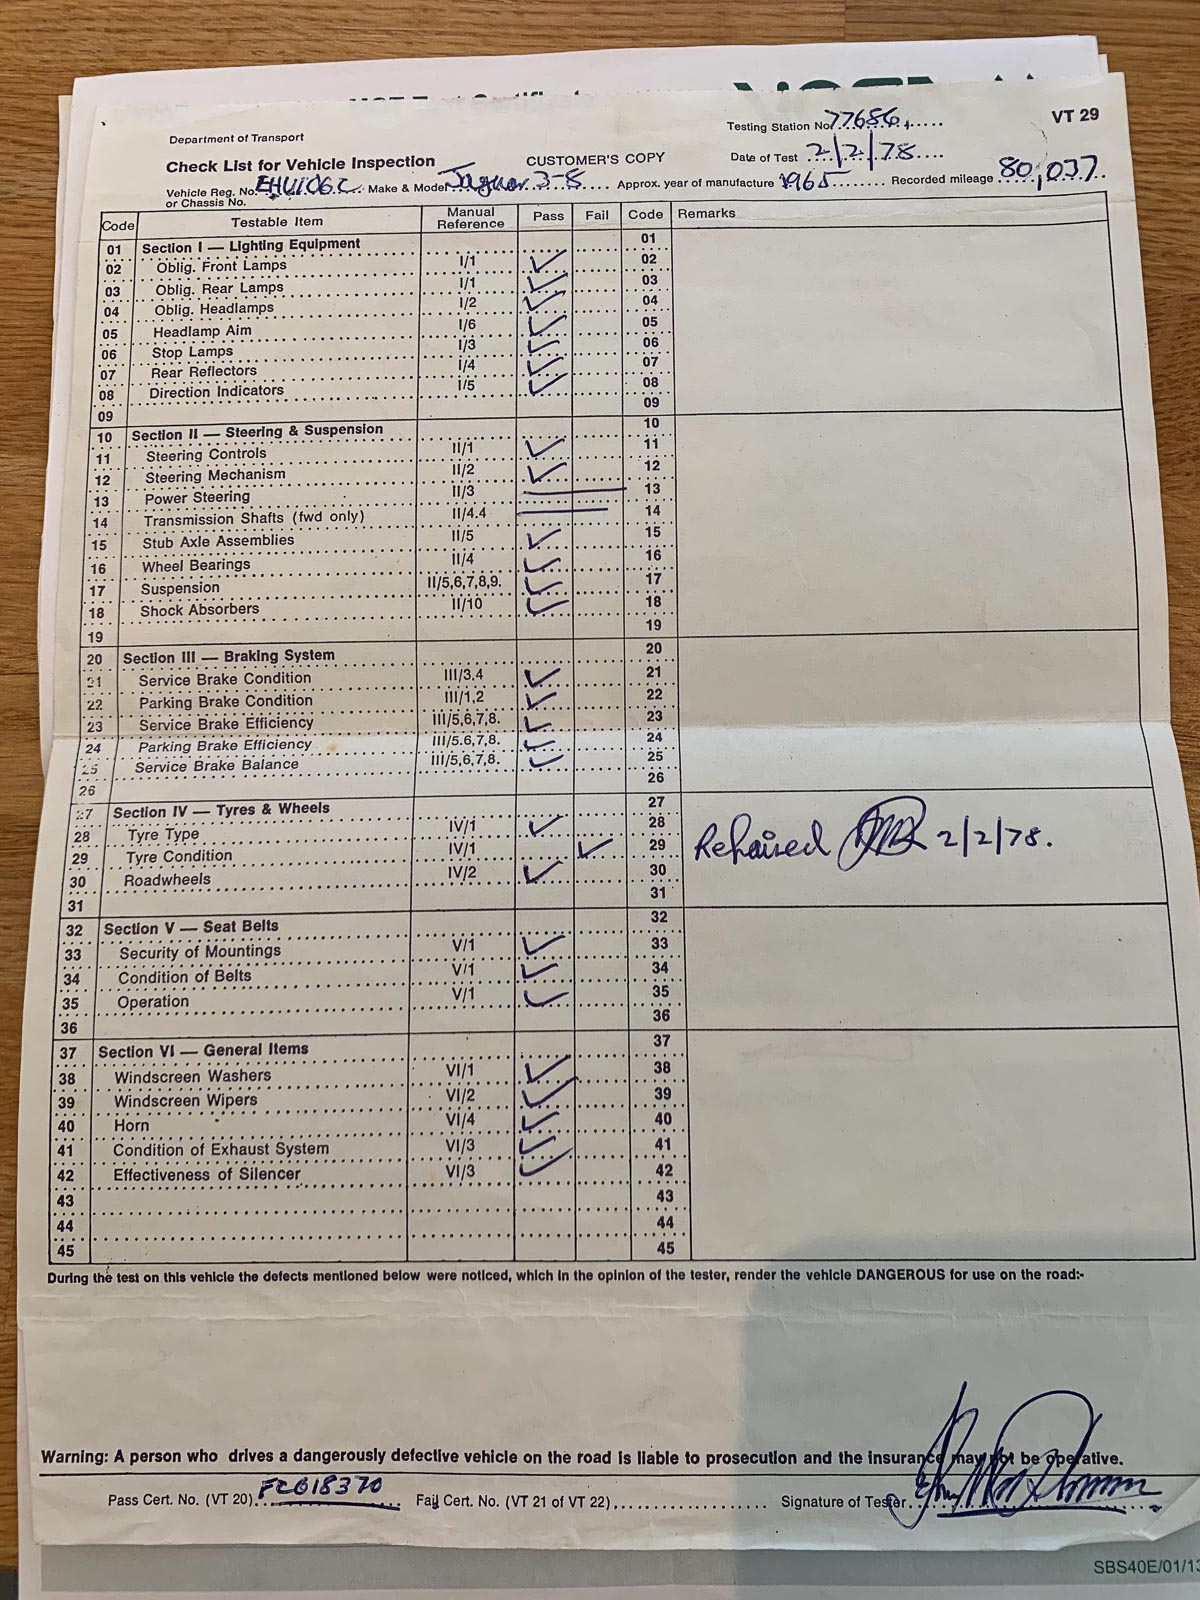 Department of Transport
Testing Station No. 77686
VT 29
Check List for Vehicle Inspection
CUSTOMER'S COPY
Date of Test 2/2/78
Vehicle Reg. No. EHU106C Make & Model Jaguar 3-8 Approx. year of manufacture 1965 Recorded mileage 80,037
or Chassis No.
Code Testable Item Manual Reference Pass Fail Code Remarks
01 Section I — Lighting Equipment 01
02 Oblig. Front Lamps I/1 ✓ 02
03 Oblig. Rear Lamps I/1 ✓ 03
04 Oblig. Headlamps I/2 ✓ 04
05 Headlamp Aim I/6 ✓ 05
06 Stop Lamps I/3 ✓ 06
07 Rear Reflectors I/4 ✓ 07
08 Direction Indicators I/5 ✓ 08
09 09
10 Section II — Steering & Suspension 10
11 Steering Controls II/1 ✓ 11
12 Steering Mechanism II/2 ✓ 12
13 Power Steering II/3 — 13
14 Transmission Shafts (fwd only) II/4.4 — 14
15 Stub Axle Assemblies II/5 ✓ 15
16 Wheel Bearings II/4 ✓ 16
17 Suspension II/5,6,7,8,9. ✓ 17
18 Shock Absorbers II/10 ✓ 18
19 19
20 Section III — Braking System 20
21 Service Brake Condition III/3,4 ✓ 21
22 Parking Brake Condition III/1,2 ✓ 22
23 Service Brake Efficiency III/5,6,7,8. ✓ 23
24 Parking Brake Efficiency III/5.6,7,8. ✓ 24
25 Service Brake Balance III/5,6,7,8. ✓ 25
26 26
27 Section IV — Tyres & Wheels 27
28 Tyre Type IV/1 ✓ 28
29 Tyre Condition IV/1 ✓ 29 Repaired 2/2/78.
30 Roadwheels IV/2 ✓ 30
31 31
32 Section V — Seat Belts 32
33 Security of Mountings V/1 ✓ 33
34 Condition of Belts V/1 ✓ 34
35 Operation V/1 ✓ 35
36 36
37 Section VI — General Items 37
38 Windscreen Washers VI/1 ✓ 38
39 Windscreen Wipers VI/2 ✓ 39
40 Horn VI/4 ✓ 40
41 Condition of Exhaust System VI/3 ✓ 41
42 Effectiveness of Silencer VI/3 ✓ 42
43 43
44 44
45 45
During the test on this vehicle the defects mentioned below were noticed, which in the opinion of the tester, render the vehicle DANGEROUS for use on the road:-
Warning: A person who drives a dangerously defective vehicle on the road is liable to prosecution and the insurance may not be operative.
Pass Cert. No. (VT 20) FC618370 Fail Cert. No. (VT 21 of VT 22) Signature of Tester
SBS40E/01/13